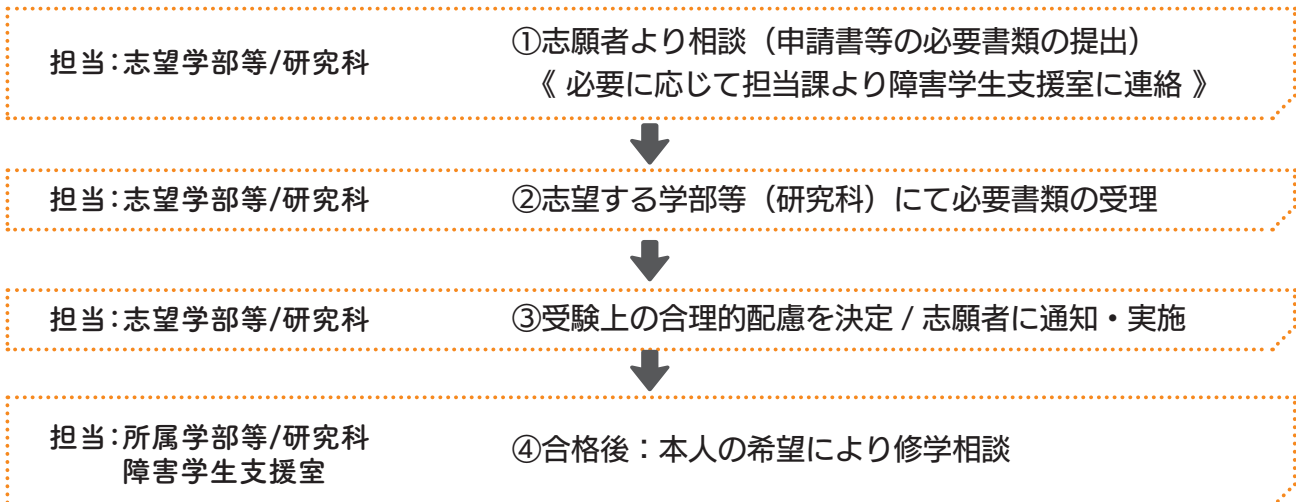 担当：志望学部等/研究科
①志願者より相談（申請書等の必要書類の提出）
《 必要に応じて担当課より障害学生支援室に連絡 》
担当：志望学部等/研究科
②志望する学部等（研究科）にて必要書類の受理
担当：志望学部等/研究科
③受験上の合理的配慮を決定 / 志願者に通知・実施
担当：所属学部等/研究科
障害学生支援室
④合格後：本人の希望により修学相談